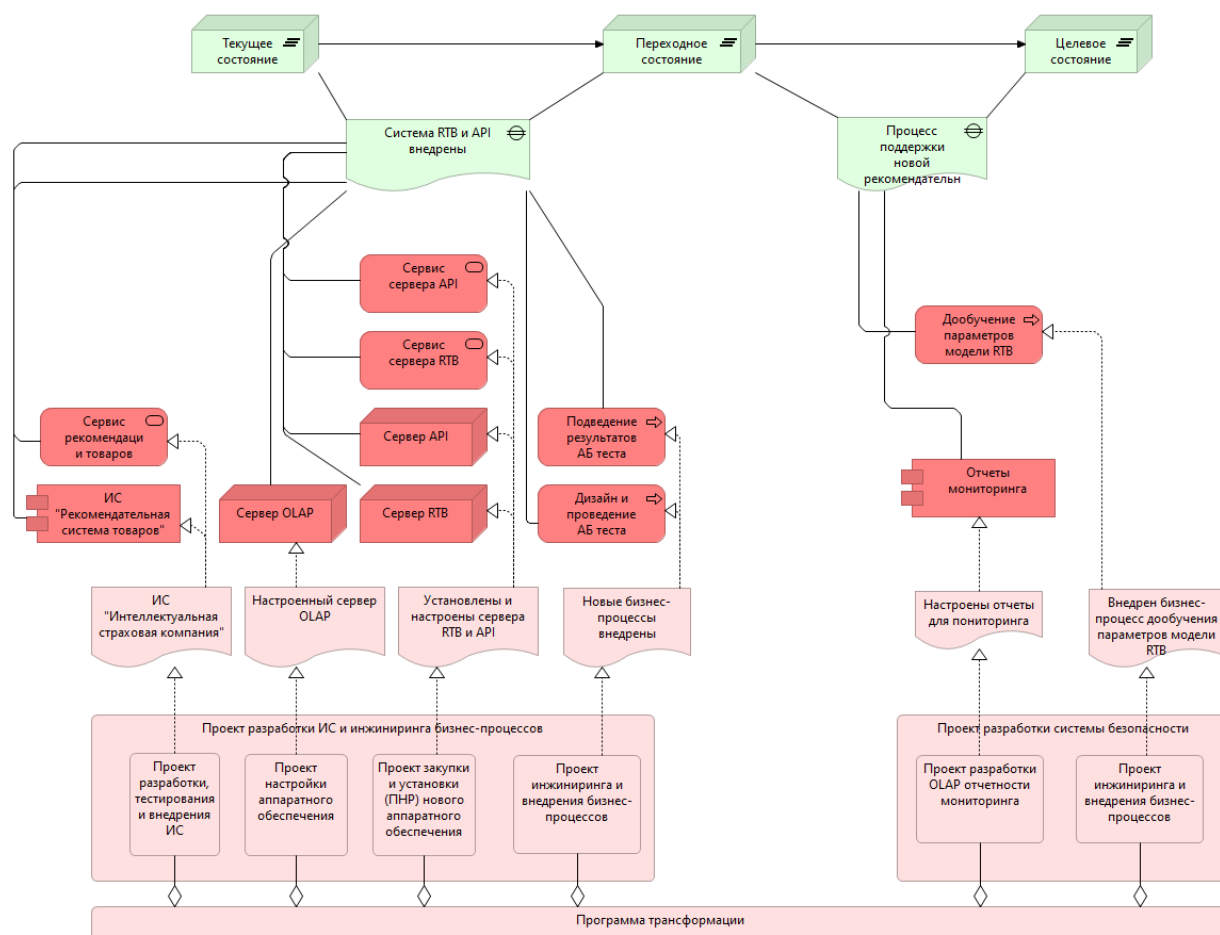 Текущее
состояние
Переходное
состояние
Целевое
состояние
Система RTB и API
внедрены
Процесс
поддержки
новой
рекомендательн
Сервис
сервера API
Сервис
сервера RTB
Дообучение
параметров
модели RTB
Сервис
рекомендаци
и товаров
Сервер API
Подведение
результатов
АБ теста
Отчеты
мониторинга
ИС
"Рекомендательная
система товаров"
Сервер OLAP
Сервер RTB
Дизайн и
проведение
АБ теста
ИС
"Интеллектуальная
страховая компания"
Настроенный сервер
OLAP
Установлены и
настроены сервера
RTB и API
Новые бизнес-
процессы
внедрены
Настроены отчеты
для пониторинга
Внедрен бизнес-
процесс дообучения
параметров модели
RTB
Проект разработки ИС и инжиниринга бизнес-процессов
Проект разработки системы безопасности
Проект
разработки,
тестирования
и внедрения
ИС
Проект
настройки
аппаратного
обеспечения
Проект закупки
и установки
(ПНР) нового
аппаратного
обеспечения
Проект
инжиниринга и
внедрения бизнес-
процессов
Проект разработки
OLAP отчетности
мониторинга
Проект
инжиниринга и
внедрения бизнес-
процессов
Программа трансформации